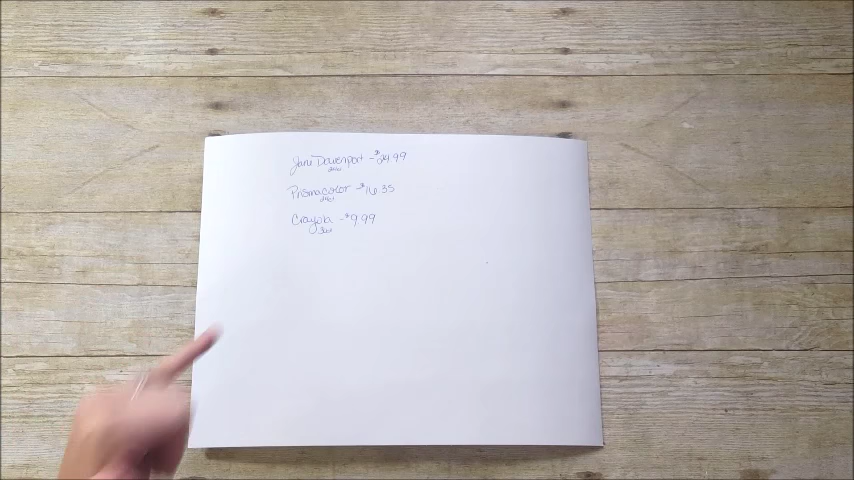 Jane Davenport - $24.99
Prismacolor - $16.35
Crayola - $9.99